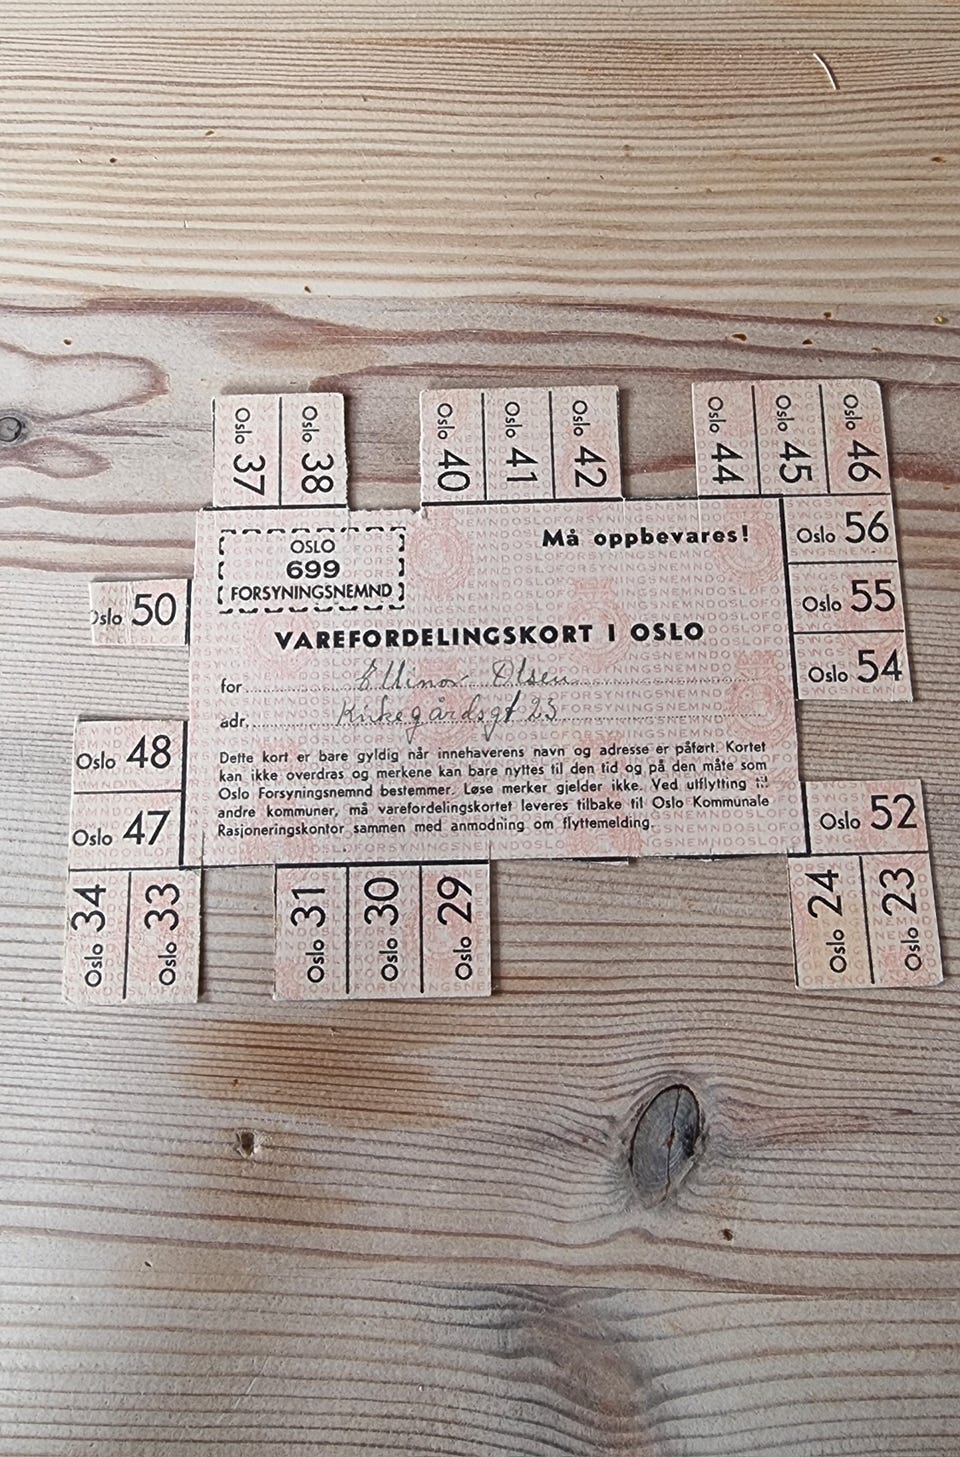 Oslo 37
Oslo 38
Oslo 40
Oslo 41
Oslo 42
Oslo 44
Oslo 45
Oslo 46
OSLO
699
FORSYNINGSNEMND
Må oppbevares!
VAREFORDELINGSKORT I OSLO
for Ellinor Olsen
adr. Kirkegårdsgt 23
Dette kort er bare gyldig når innehaverens navn og adresse er påført. Kortet
kan ikke overdras og merkene kan bare nyttes til den tid og på den måte som
Oslo Forsyningsnemnd bestemmer. Løse merker gjelder ikke. Ved utflytting til
andre kommuner, må varefordelingskortet leveres tilbake til Oslo Kommunale
Rasjoneringskontor sammen med anmodning om flyttemelding.
Oslo 56
Oslo 55
Oslo 54
Oslo 52
Oslo 50
Oslo 48
Oslo 47
Oslo 34
Oslo 33
Oslo 31
Oslo 30
Oslo 29
Oslo 24
Oslo 23